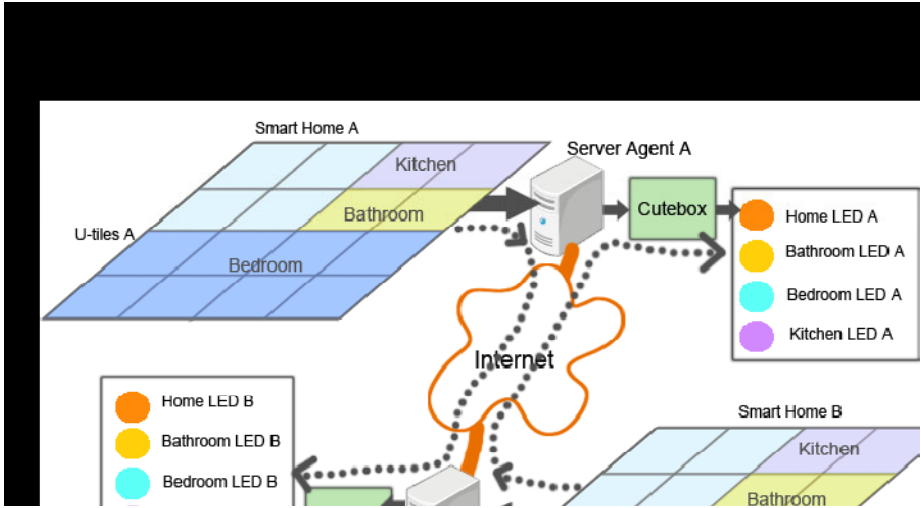 Smart Home A
Server Agent A
Kitchen
Bathroom
Cutebox
U-tiles A
Bedroom
Home LED A
Bathroom LED A
Bedroom LED A
Kitchen LED A
Internet
Home LED B
Bathroom LED B
Bedroom LED B
Smart Home B
Kitchen
Bathroom